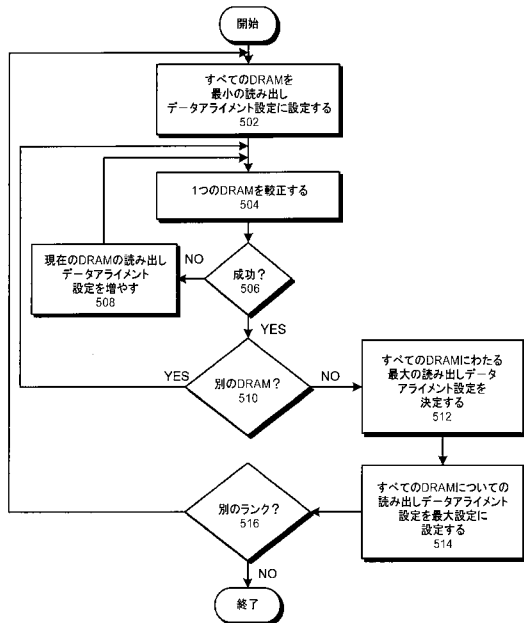 開始
すべてのDRAMを
最小の読み出し
データアライメント設定に設定する
502
1つのDRAMを較正する
504
現在のDRAMの読み出し
データアライメント
設定を増やす
508
NO
成功？
506
YES
YES
別のDRAM？
510
NO
すべてのDRAMにわたる
最大の読み出しデータ
アライメント設定を
決定する
512
すべてのDRAMについての
読み出しデータアライメント
設定を最大設定に
設定する
514
別のランク？
516
NO
終了